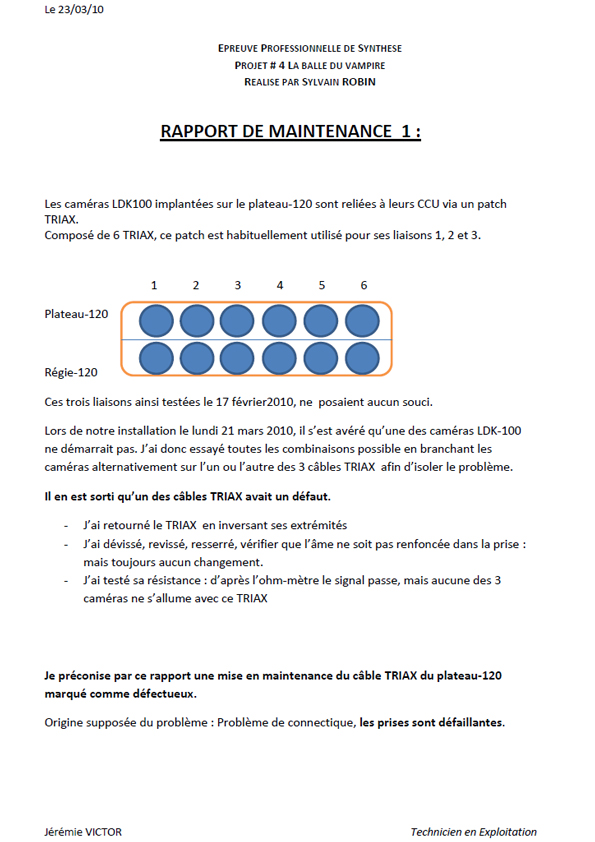 Le 23/03/10
EPREUVE PROFESSIONNELLE DE SYNTHESE
PROJET # 4 LA BALLE DU VAMPIRE
REALISE PAR SYLVAIN ROBIN
RAPPORT DE MAINTENANCE 1 :
Les caméras LDK100 implantées sur le plateau-120 sont reliées à leurs CCU via un patch
TRIAX.
Composé de 6 TRIAX, ce patch est habituellement utilisé pour ses liaisons 1, 2 et 3.
1 2 3 4 5 6
Plateau-120
Régie-120
Ces trois liaisons ainsi testées le 17 février2010, ne posaient aucun souci.
Lors de notre installation le lundi 21 mars 2010, il s'est avéré qu'une des caméras LDK-100
ne démarrait pas. J'ai donc essayé toutes les combinaisons possible en branchant les
caméras alternativement sur l'un ou l'autre des 3 câbles TRIAX afin d'isoler le problème.
Il en est sorti qu'un des câbles TRIAX avait un défaut.
- J'ai retourné le TRIAX en inversant ses extrémités
- J'ai dévissé, revissé, resserré, vérifier que l'âme ne soit pas renfoncée dans la prise :
mais toujours aucun changement.
- J'ai testé sa résistance : d'après l'ohm-mètre le signal passe, mais aucune des 3
caméras ne s'allume avec ce TRIAX
Je préconise par ce rapport une mise en maintenance du câble TRIAX du plateau-120
marqué comme défectueux.
Origine supposée du problème : Problème de connectique, les prises sont défaillantes.
Jérémie VICTOR Technicien en Exploitation